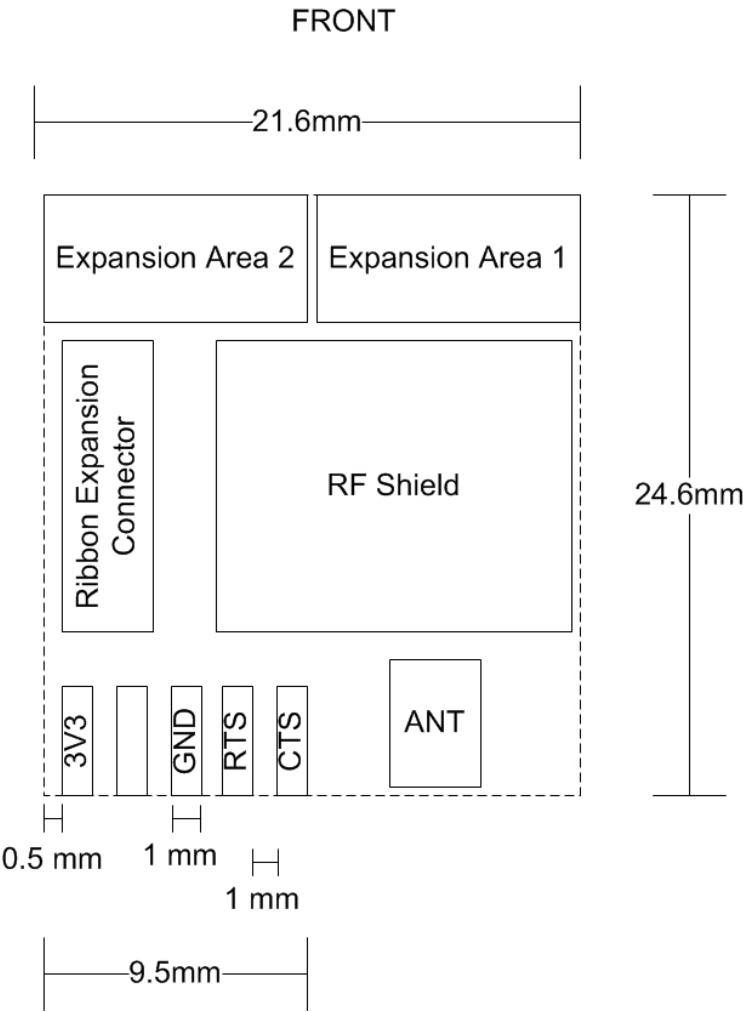 FRONT
21.6mm
Expansion Area 2
Expansion Area 1
Ribbon Expansion
Connector
RF Shield
24.6mm
3V3
GND
RTS
CTS
ANT
0.5 mm
1 mm
1 mm
9.5mm